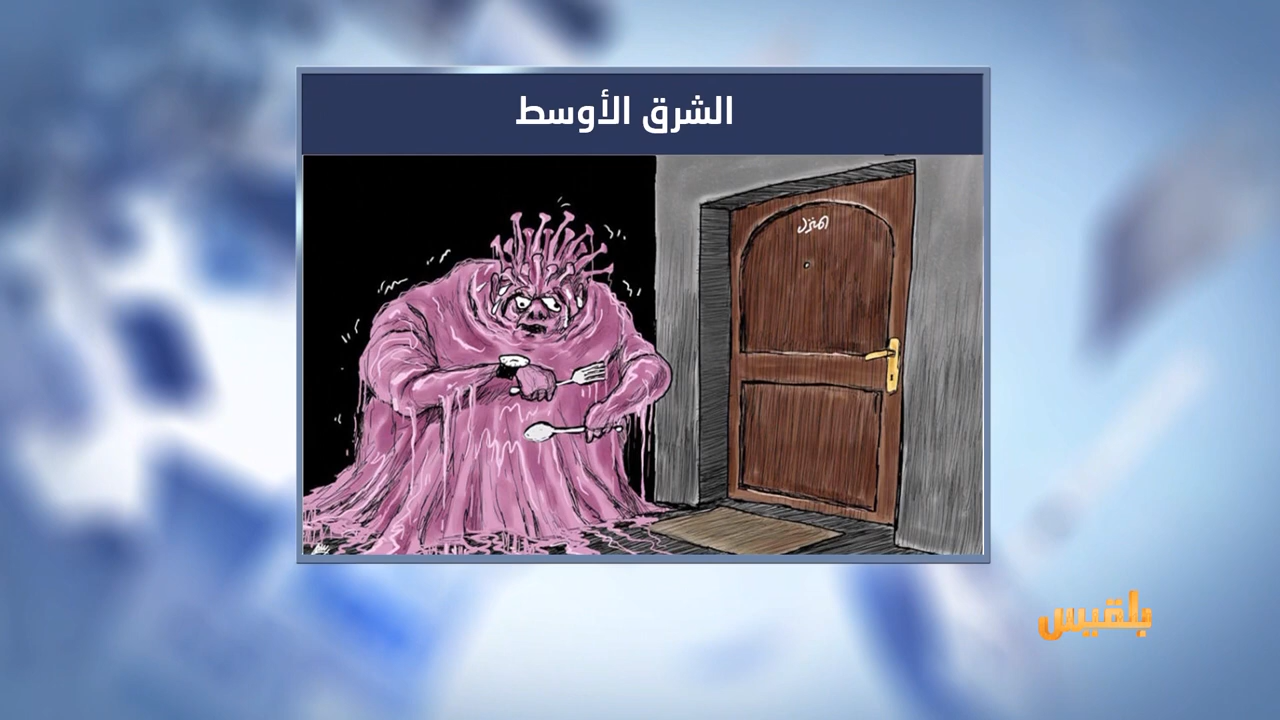 الشرق الأوسط
المنزل
بلقيس